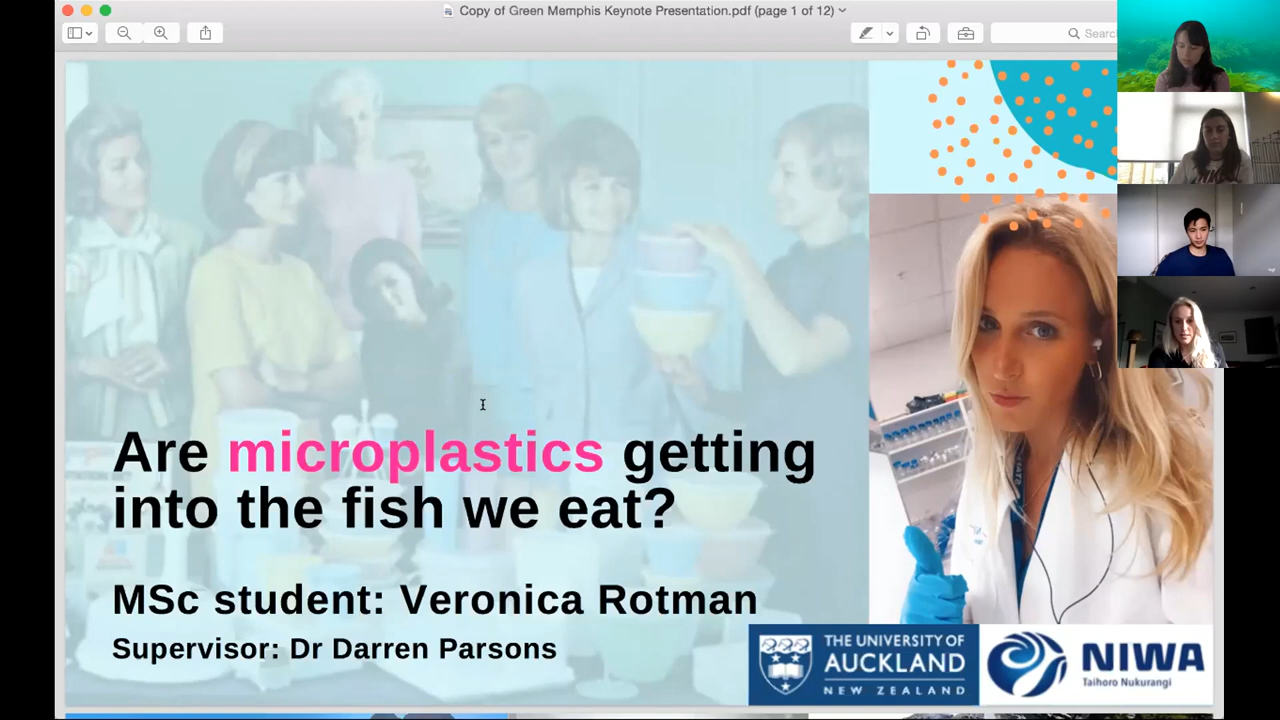 Copy of Green Memphis Keynote Presentation.pdf (page 1 of 12)
Searc
Are microplastics getting
into the fish we eat?
MSc student: Veronica Rotman
Supervisor: Dr Darren Parsons
THE UNIVERSITY OF
AUCKLAND
NEW ZEALAND
NIWA
Taihoro Nukurangi